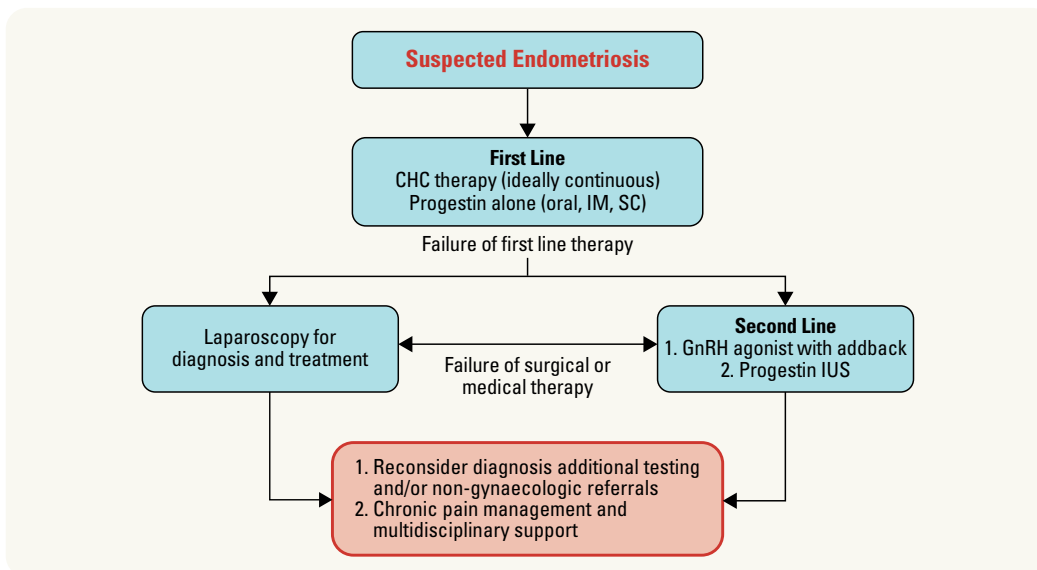 Suspected Endometriosis
First Line
CHC therapy (ideally continuous)
Progestin alone (oral, IM, SC)
Failure of first line therapy
Laparoscopy for
diagnosis and treatment
Failure of surgical or
medical therapy
Second Line
1. GnRH agonist with addback
2. Progestin IUS
1. Reconsider diagnosis additional testing
and/or non-gynaecologic referrals
2. Chronic pain management and
multidisciplinary support